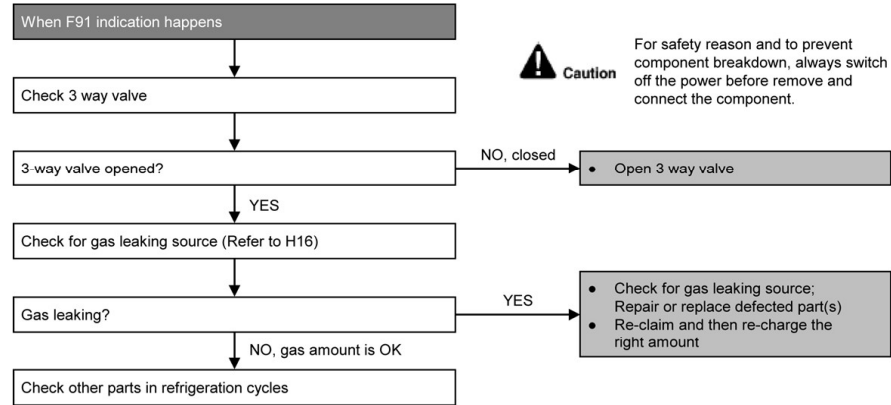 When F91 indication happens
Caution
For safety reason and to prevent
component breakdown, always switch
off the power before remove and
connect the component.
Check 3 way valve
3-way valve opened?
NO, closed
• Open 3 way valve
YES
Check for gas leaking source (Refer to H16)
Gas leaking?
YES
• Check for gas leaking source;
Repair or replace defected part(s)
• Re-claim and then re-charge the
right amount
NO, gas amount is OK
Check other parts in refrigeration cycles